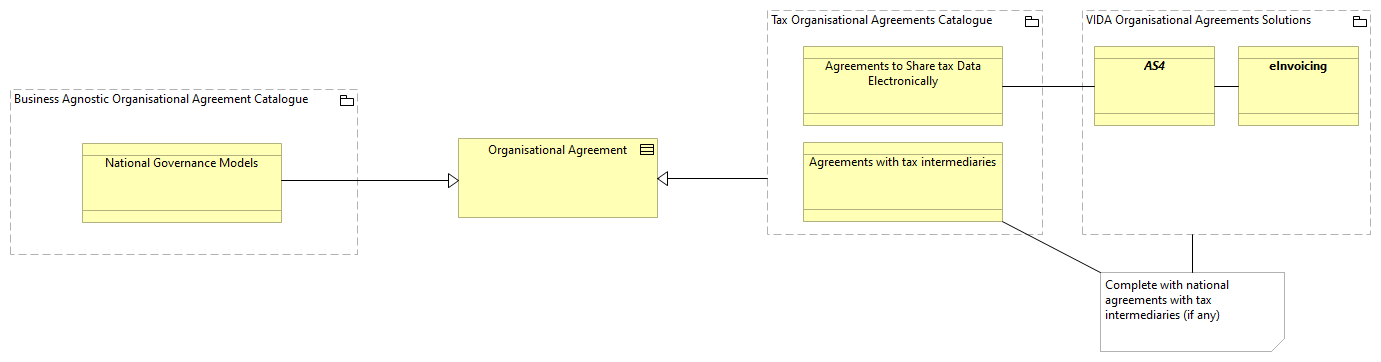 Business Agnostic Organisational Agreement Catalogue
National Governance Models
Organisational Agreement
Tax Organisational Agreements Catalogue
Agreements to Share tax Data
Electronically
Agreements with tax intermediaries
VIDA Organisational Agreements Solutions
AS4
eInvoicing
Complete with national
agreements with tax
intermediaries (if any)